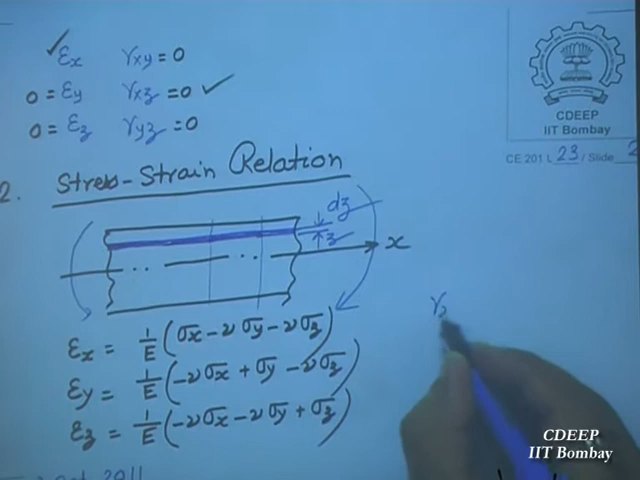 ✓εx γxy = 0
0 = εy γxz = 0 ✓
0 = εz γyz = 0
CDEEP
IIT Bombay
CE 201 L 23 / Slide 2
2. Stress-Strain Relation
dz
z
x
εx = 1/E (σx - νσy - νσz)
εy = 1/E (-νσx + σy - νσz)
εz = 1/E (-νσx - νσy + σz)
γ
2011
CDEEP
IIT Bombay